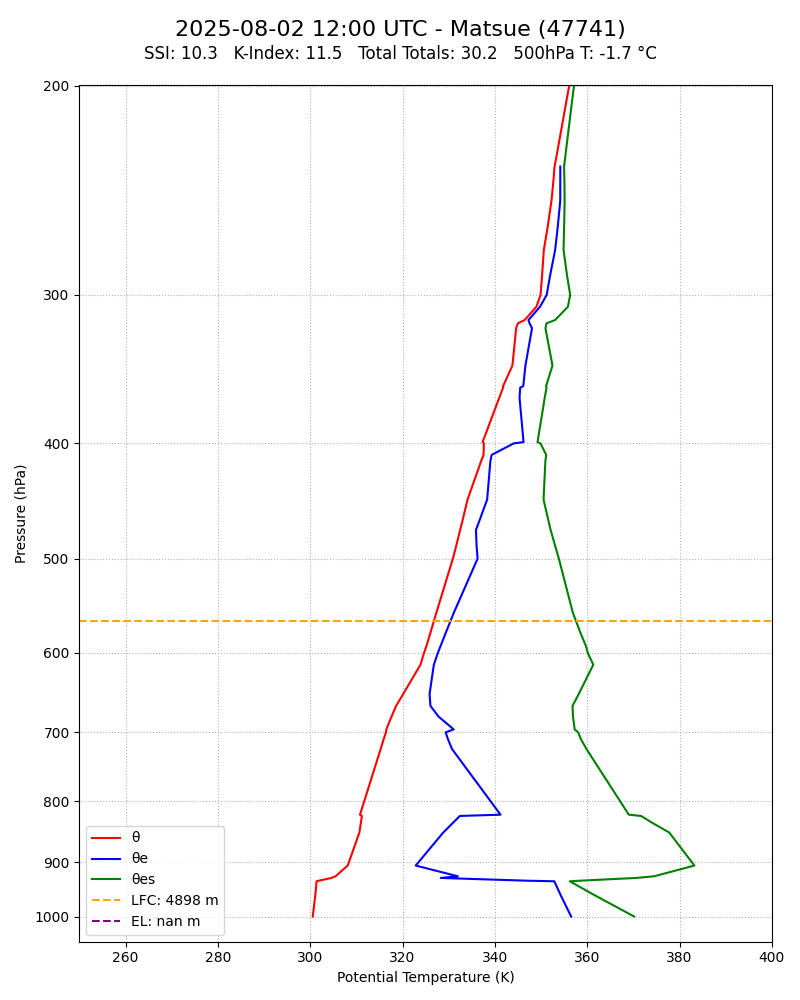 2025-08-02 12:00 UTC - Matsue (47741)
SSI: 10.3   K-Index: 11.5   Total Totals: 30.2   500hPa T: -1.7 °C
200
300
400
500
600
700
800
900
1000
Pressure (hPa)
θ
θe
θes
LFC: 4898 m
EL: nan m
260 280 300 320 340 360 380 400
Potential Temperature (K)